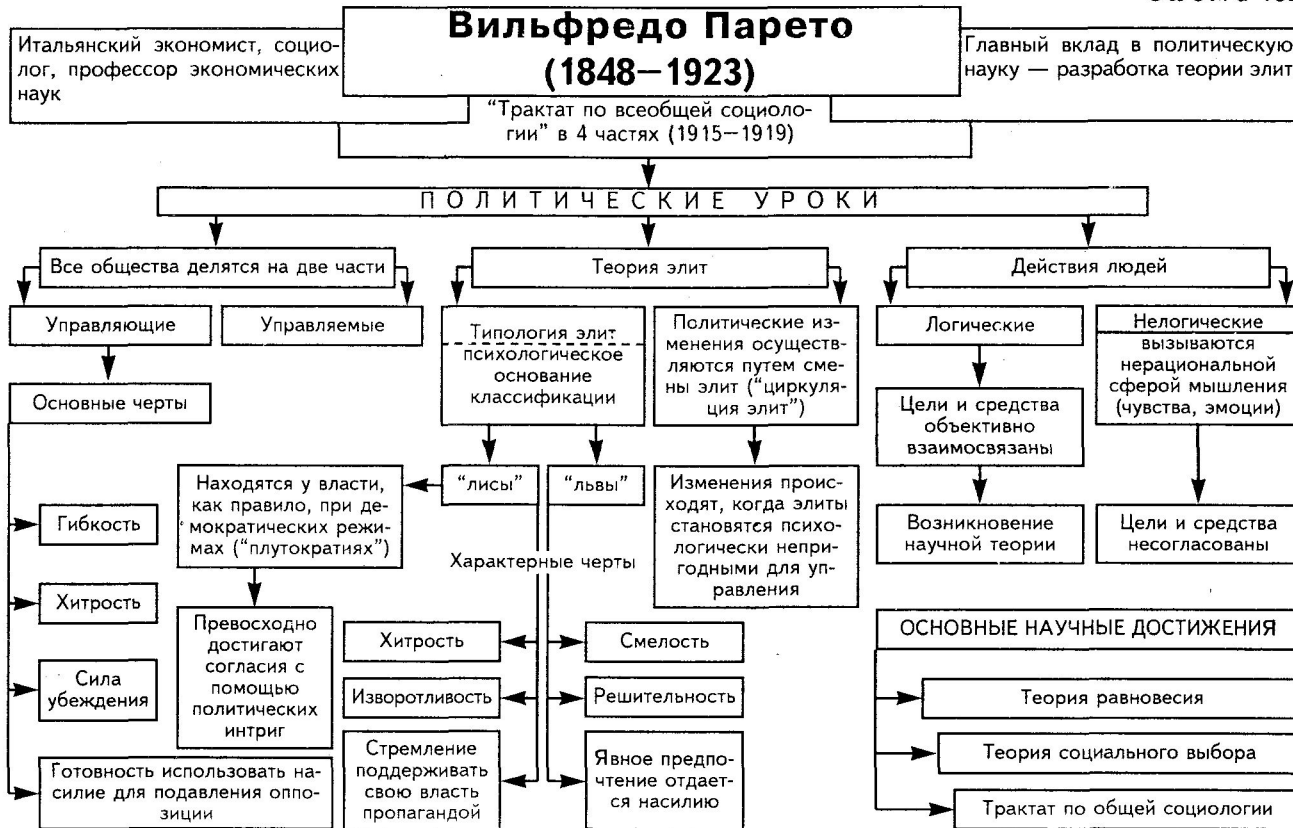 Вильфредо Парето
(1848—1923)
Итальянский экономист, социо-
лог, профессор экономических
наук
Главный вклад в политическую
науку — разработка теории элит
“Трактат по всеобщей социоло-
гии” в 4 частях (1915—1919)
ПОЛИТИЧЕСКИЕ УРОКИ
Все общества делятся на две части
Теория элит
Действия людей
Управляющие
Управляемые
Типология элит
психологическое
основание
классификации
Политические из-
менения осуществ-
ляются путем сме-
ны элит (“циркуля-
ция элит”)
Логические
Нелогические
вызываются
нерациональной
сферой мышления
(чувства, эмоции)
Основные черты
Цели и средства
объективно
взаимосвязаны
Находятся у власти,
как правило, при де-
мократических режи-
мах (“плутократиях”)
“лисы”
“львы”
Изменения проис-
ходят, когда элиты
становятся психо-
логически непри-
годными для уп-
равления
Возникновение
научной теории
Цели и средства
несогласованы
Гибкость
Хитрость
Сила
убеждения
Готовность использовать на-
силие для подавления оппо-
зиции
Превосходно
достигают
согласия с
помощью
политических
интриг
Характерные черты
Хитрость
Смелость
Изворотливость
Решительность
Стремление
поддерживать
свою власть
пропагандой
Явное предпо-
чтение отдает-
ся насилию
ОСНОВНЫЕ НАУЧНЫЕ ДОСТИЖЕНИЯ
Теория равновесия
Теория социального выбора
Трактат по общей социологии